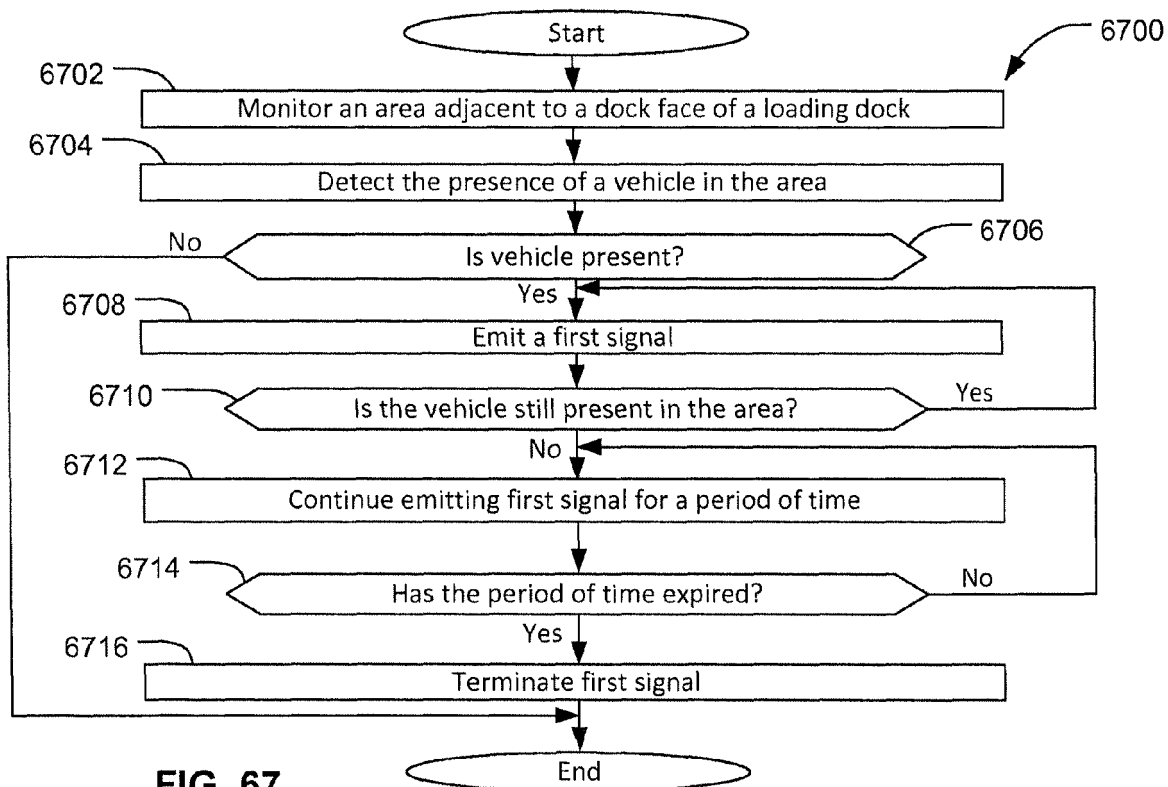 Start
6700
6702
Monitor an area adjacent to a dock face of a loading dock
6704
Detect the presence of a vehicle in the area
No
6706
Is vehicle present?
Yes
6708
Emit a first signal
6710
Is the vehicle still present in the area?
Yes
No
6712
Continue emitting first signal for a period of time
6714
Has the period of time expired?
No
Yes
6716
Terminate first signal
End
FIG. 67